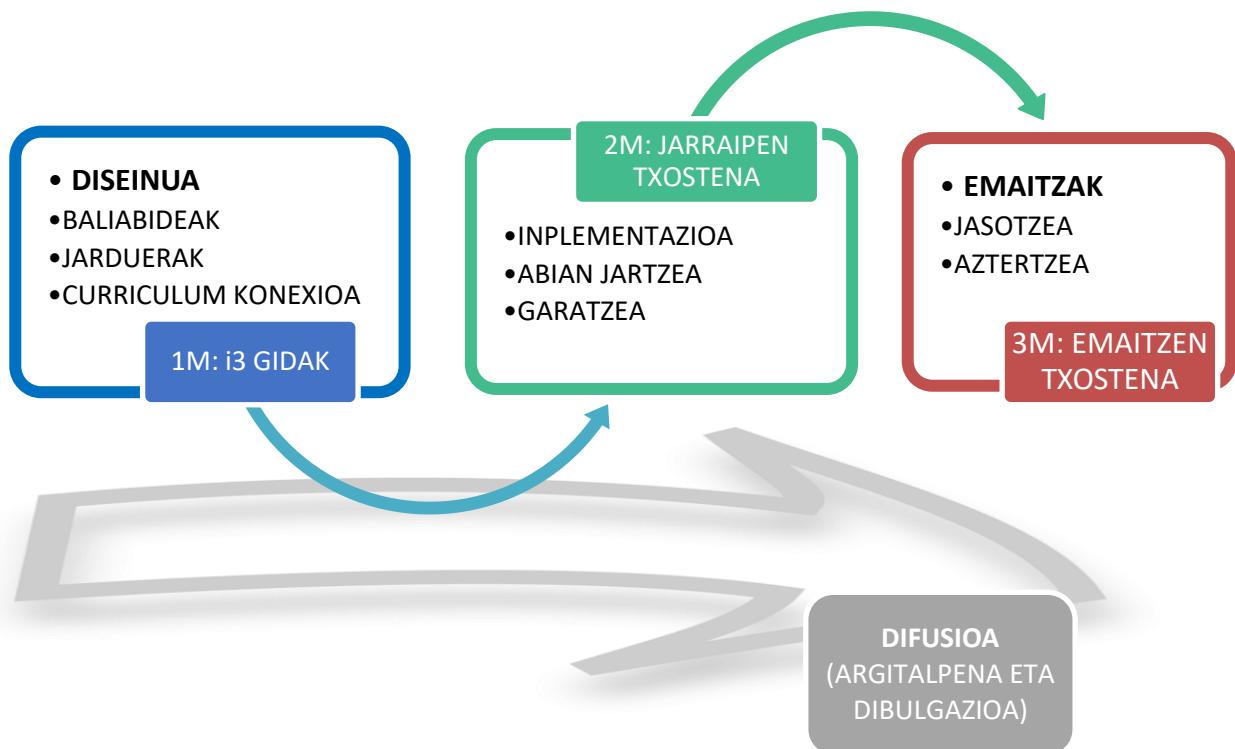 • DISEINUA
•BALIABIDEAK
•JARDUERAK
•CURRICULUM KONEXIOA
1M: i3 GIDAK
2M: JARRAIPEN
TXOSTENA
•INPLEMENTAZIOA
•ABIAN JARTZEA
•GARATZEA
• EMAITZAK
•JASOTZEA
•AZTERTZEA
3M: EMAITZEN
TXOSTENA
DIFUSIOA
(ARGITALPENA ETA
DIBULGAZIOA)